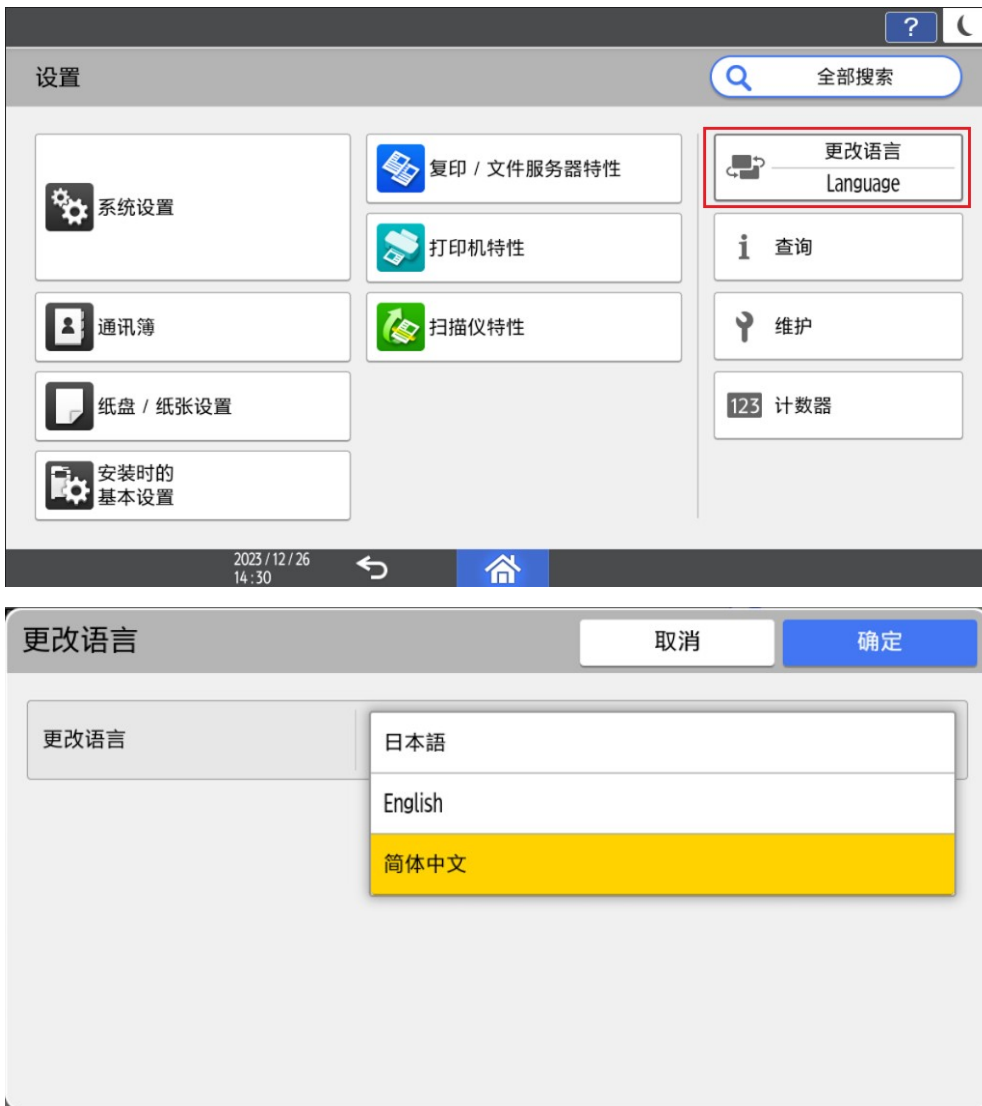 ?
设置
全部搜索
系统设置
复印 / 文件服务器特性
更改语言
Language
打印机特性
i 查询
通讯簿
扫描仪特性
维护
纸盘 / 纸张设置
123 计数器
安装时的
基本设置
2023 / 12 / 26
14 : 30
更改语言
取消
确定
更改语言
日本語
English
简体中文